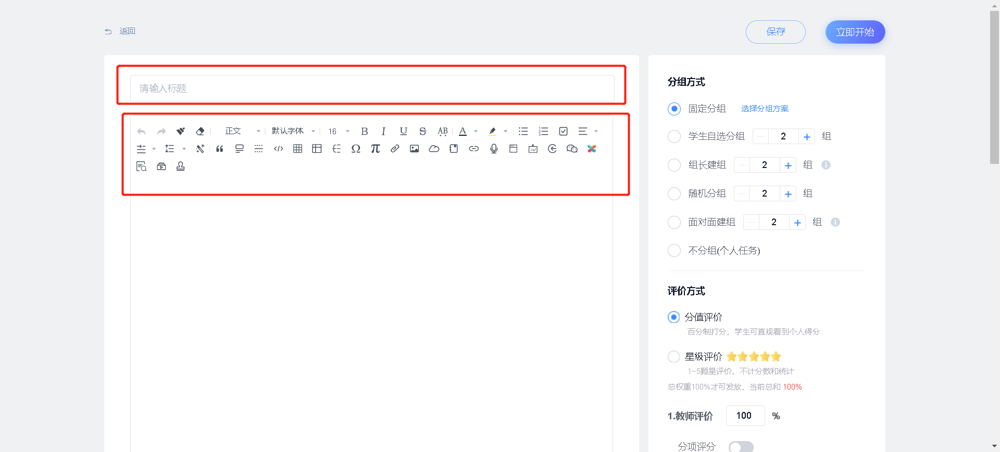 返回
保存
立即开始
请输入标题
正文 默认字体 16 B I U S AB A
分组方式
固定分组 选择分组方案
学生自选分组 2 组
组长建组 2 组
随机分组 2 组
面对面建组 2 组
不分组(个人任务)
评价方式
分值评价
百分制打分，学生可直观看到个人得分
星级评价
1~5颗星评价，不计分数和统计
总权重100%才可发放，当前总和 100%
1.教师评价 100 %
分项评分